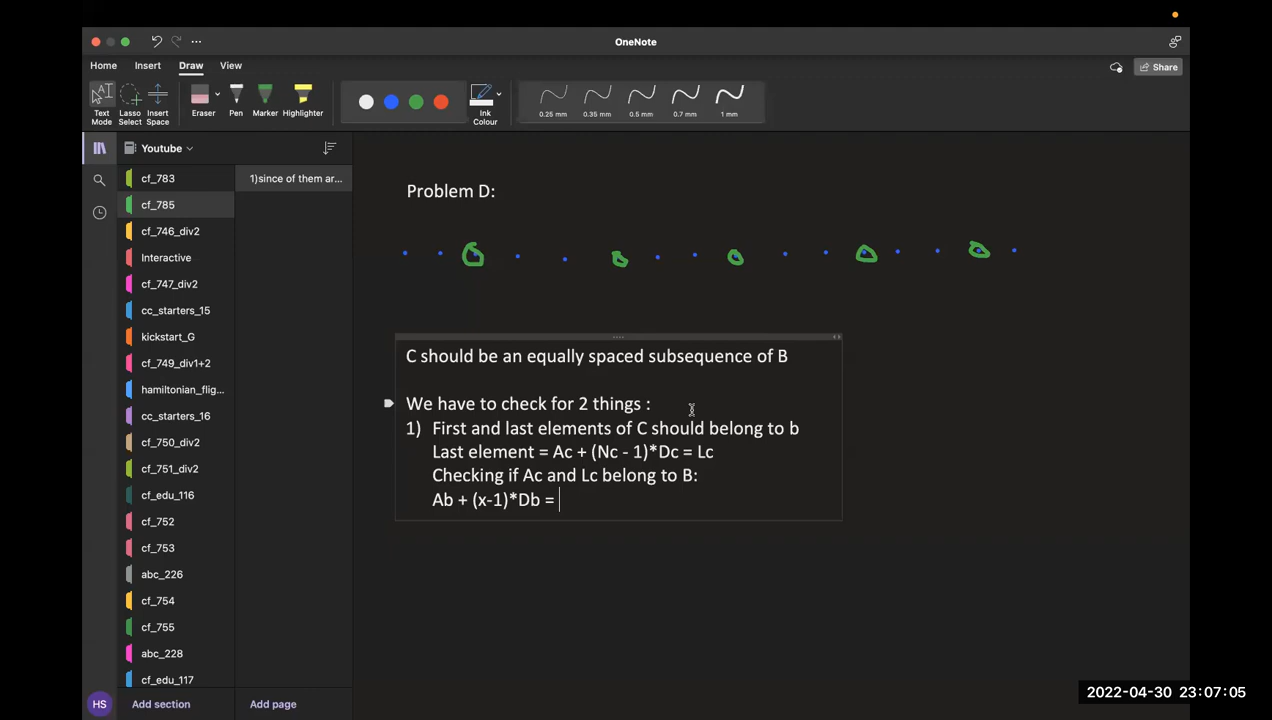 OneNote
Home Insert Draw View
Share
Text Mode
Lasso Select
Insert Space
Eraser
Pen
Marker
Highlighter
Ink Colour
0.25 mm
0.35 mm
0.5 mm
0.7 mm
1 mm
Youtube
cf_783
cf_785
cf_746_div2
Interactive
cf_747_div2
cc_starters_15
kickstart_G
cf_749_div1+2
hamiltonian_flig...
cc_starters_16
cf_750_div2
cf_751_div2
cf_edu_116
cf_752
cf_753
abc_226
cf_754
cf_755
abc_228
cf_edu_117
HS
Add section
Add page
1)since of them ar...
Problem D:
C should be an equally spaced subsequence of B
We have to check for 2 things :
1) First and last elements of C should belong to b
Last element = Ac + (Nc - 1)*Dc = Lc
Checking if Ac and Lc belong to B:
Ab + (x-1)*Db =
2022-04-30 23:07:05